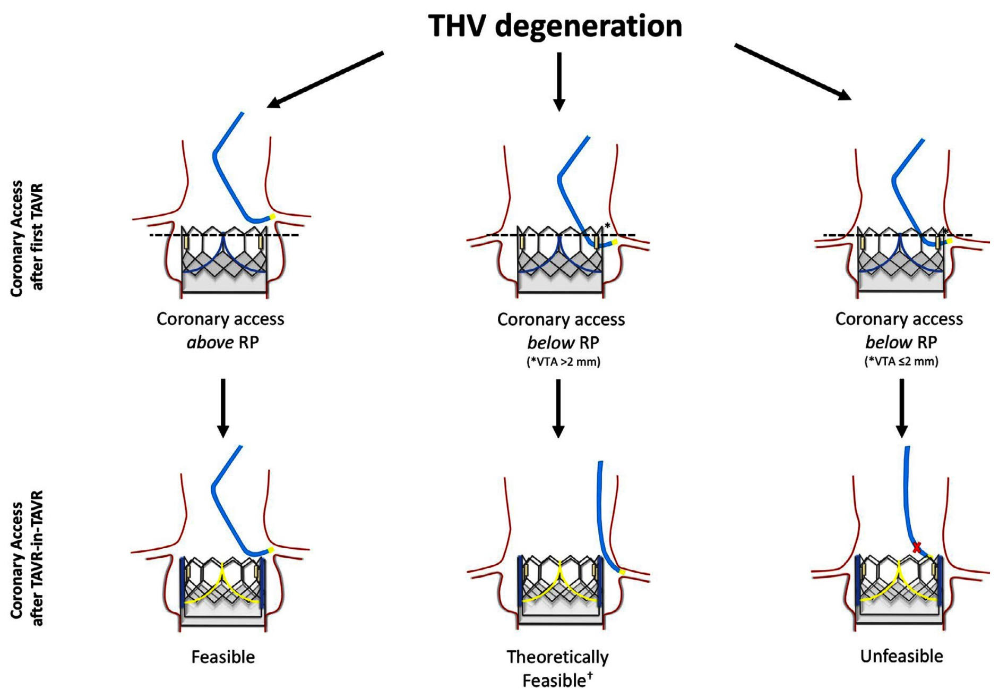 THV degeneration
Coronary Access
after first TAVR
*
*
Coronary access
above RP
Coronary access
below RP
(*VTA >2 mm)
Coronary access
below RP
(*VTA ≤2 mm)
Coronary Access
after TAVR-in-TAVR
X
Feasible
Theoretically
Feasible†
Unfeasible